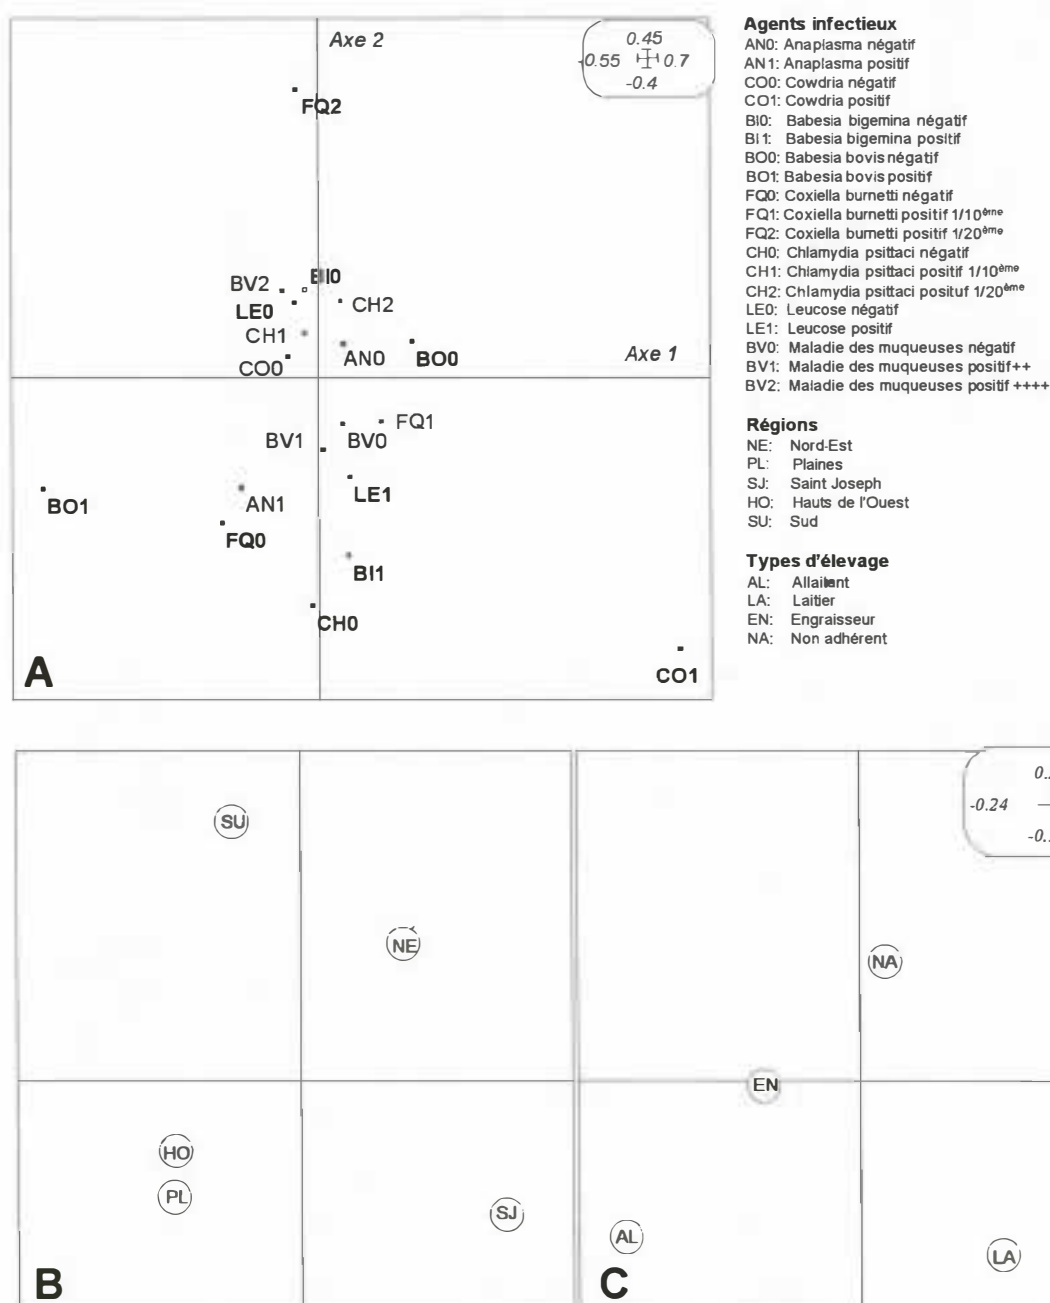 Axe 2
0.45
-0.55 0.7
-0.4
FQ2
BI0
BV2
CH2
LE0
CH1
AN0
BO0
CO0
Axe 1
FQ1
BV1
BV0
LE1
BO1
AN1
FQ0
BI1
CH0
CO1
A
Agents infectieux
AN0: Anaplasma négatif
AN1: Anaplasma positif
CO0: Cowdria négatif
CO1: Cowdria positif
BI0: Babesia bigemina négatif
BI1: Babesia bigemina positif
BO0: Babesia bovis négatif
BO1: Babesia bovis positif
FQ0: Coxiella burnetti négatif
FQ1: Coxiella burnetti positif 1/10ème
FQ2: Coxiella burnetti positif 1/20ème
CH0: Chlamydia psittaci négatif
CH1: Chlamydia psittaci positif 1/10ème
CH2: Chlamydia psittaci posituf 1/20ème
LE0: Leucose négatif
LE1: Leucose positif
BV0: Maladie des muqueuses négatif
BV1: Maladie des muqueuses positif++
BV2: Maladie des muqueuses positif ++++
Régions
NE: Nord-Est
PL: Plaines
SJ: Saint Joseph
HO: Hauts de l'Ouest
SU: Sud
Types d'élevage
AL: Allaitant
LA: Laitier
EN: Engraisseur
NA: Non adhérent
SU
NE
HO
PL
SJ
B
-0.24
NA
EN
AL
LA
C